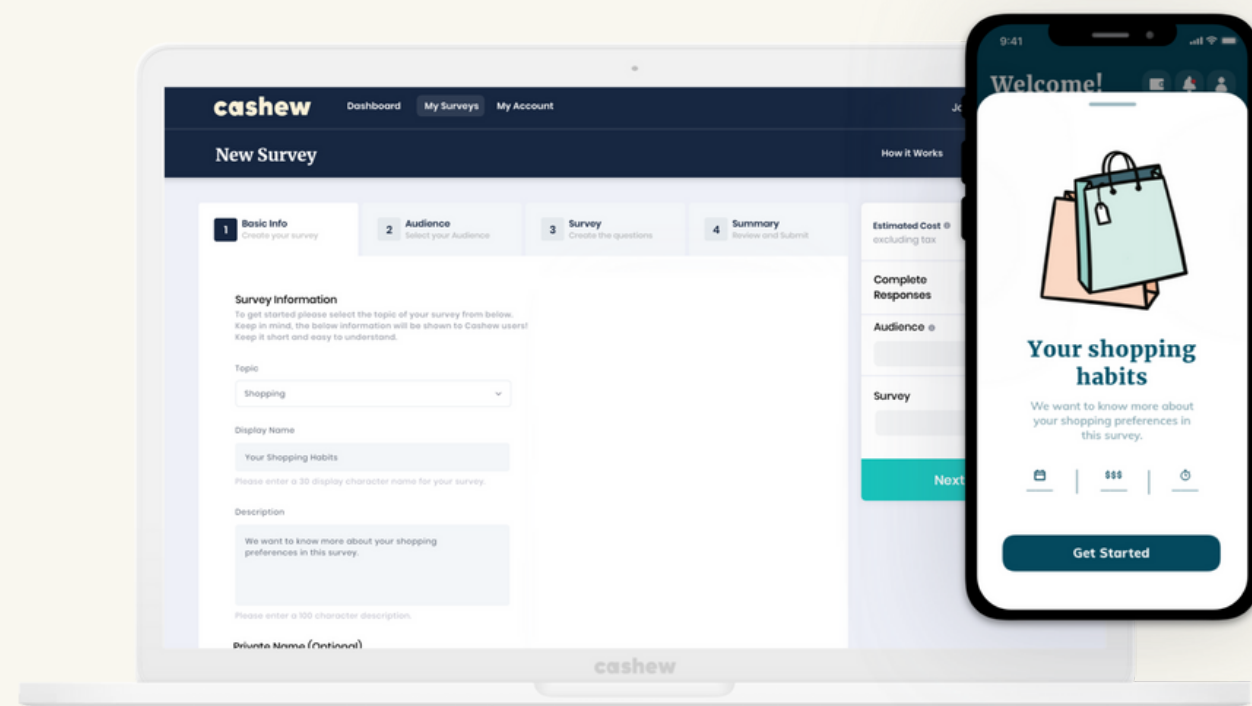 cashew
Dashboard My Surveys My Account
New Survey
How it Works
1 Basic Info
Create your survey
2 Audience
Select your Audience
3 Survey
Create the questions
4 Summary
Review and Submit
Survey Information
To get started please select the topic of your survey from below.
Keep in mind, the below information will be shown to Cashew users!
Keep it short and easy to understand.
Topic
Shopping
Display Name
Your Shopping Habits
Please enter a 30 display character name for your survey.
Description
We want to know more about your shopping
preferences in this survey.
Please enter a 100 character description.
Private Name (Optional)
Estimated Cost
excluding tax
Complete
Responses
Audience
Survey
Next
cashew
9:41
Welcome!
Your shopping
habits
We want to know more about
your shopping preferences in
this survey.
$$$
Get Started